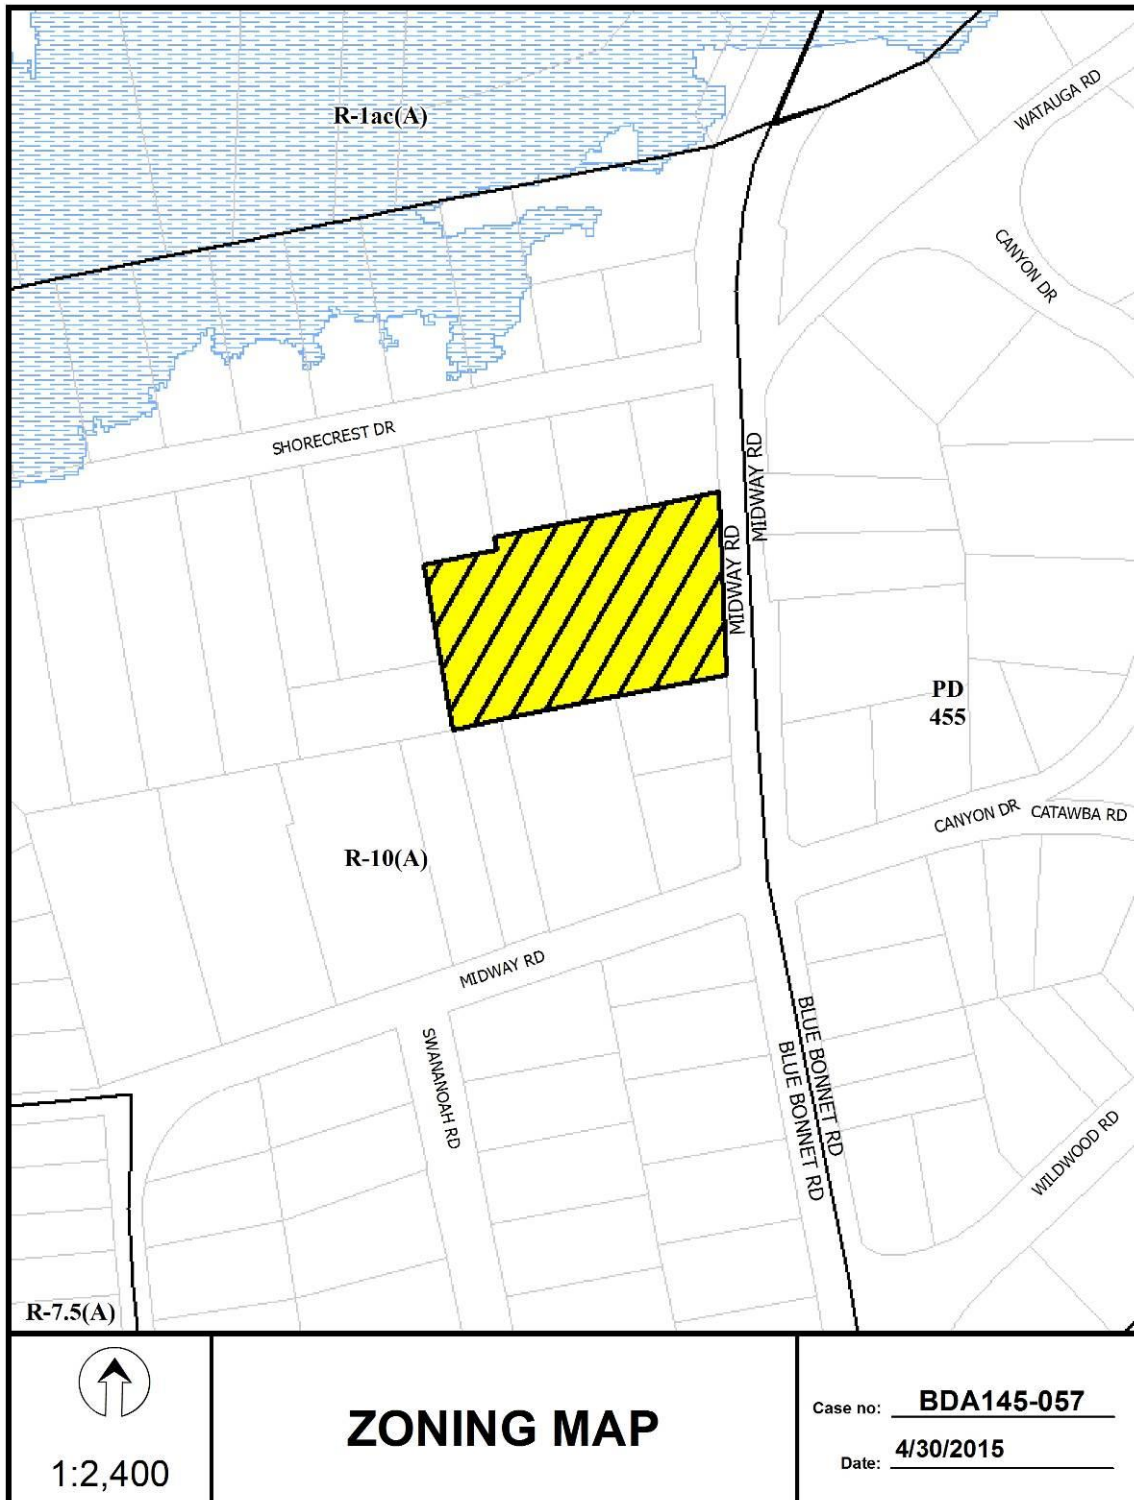 R-1ac(A)
WATAUGA RD
CANYON DR
SHORECREST DR
MIDWAY RD
MIDWAY RD
PD
455
CANYON DR
CATAWBA RD
R-10(A)
MIDWAY RD
SWANANOAH RD
BLUE BONNET RD
BLUE BONNET RD
WILDWOOD RD
R-7.5(A)
1:2,400
ZONING MAP
Case no: BDA145-057
Date: 4/30/2015